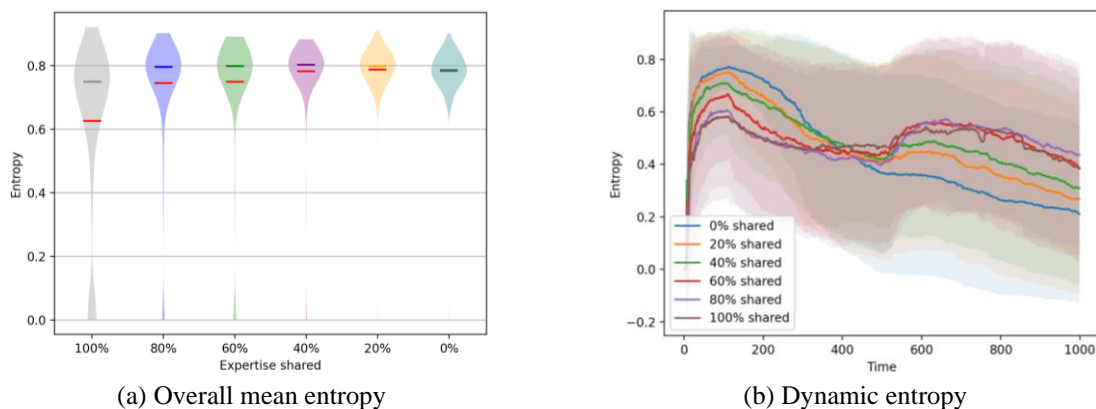 Entropy
0.8
0.6
0.4
0.2
0.0
100% 80% 60% 40% 20% 0%
Expertise shared
(a) Overall mean entropy
Entropy
0.8
0.6
0.4
0.2
0.0
−0.2
0% shared
20% shared
40% shared
60% shared
80% shared
100% shared
0 200 400 600 800 1000
Time
(b) Dynamic entropy